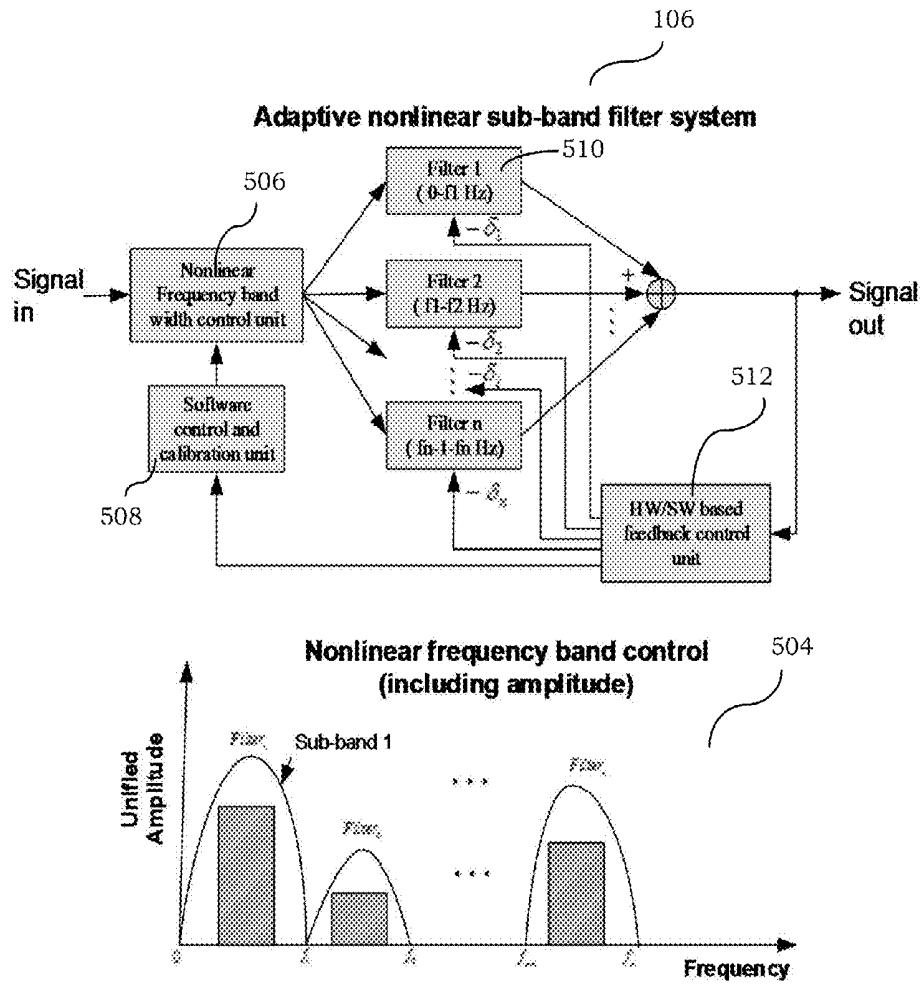 106
Adaptive nonlinear sub-band filter system
506
Filter 1
( 0-f1 Hz)
510
Signal
in
Nonlinear
Frequency band
width control unit
Filter 2
( f1-f2 Hz)
+
Signal
out
Software
control and
calibration unit
508
Filter n
( fn-1-fn Hz)
512
HW/SW based
feedback control
unit
Nonlinear frequency band control
(including amplitude)
504
Unified
Amplitude
Sub-band 1
0
Frequency